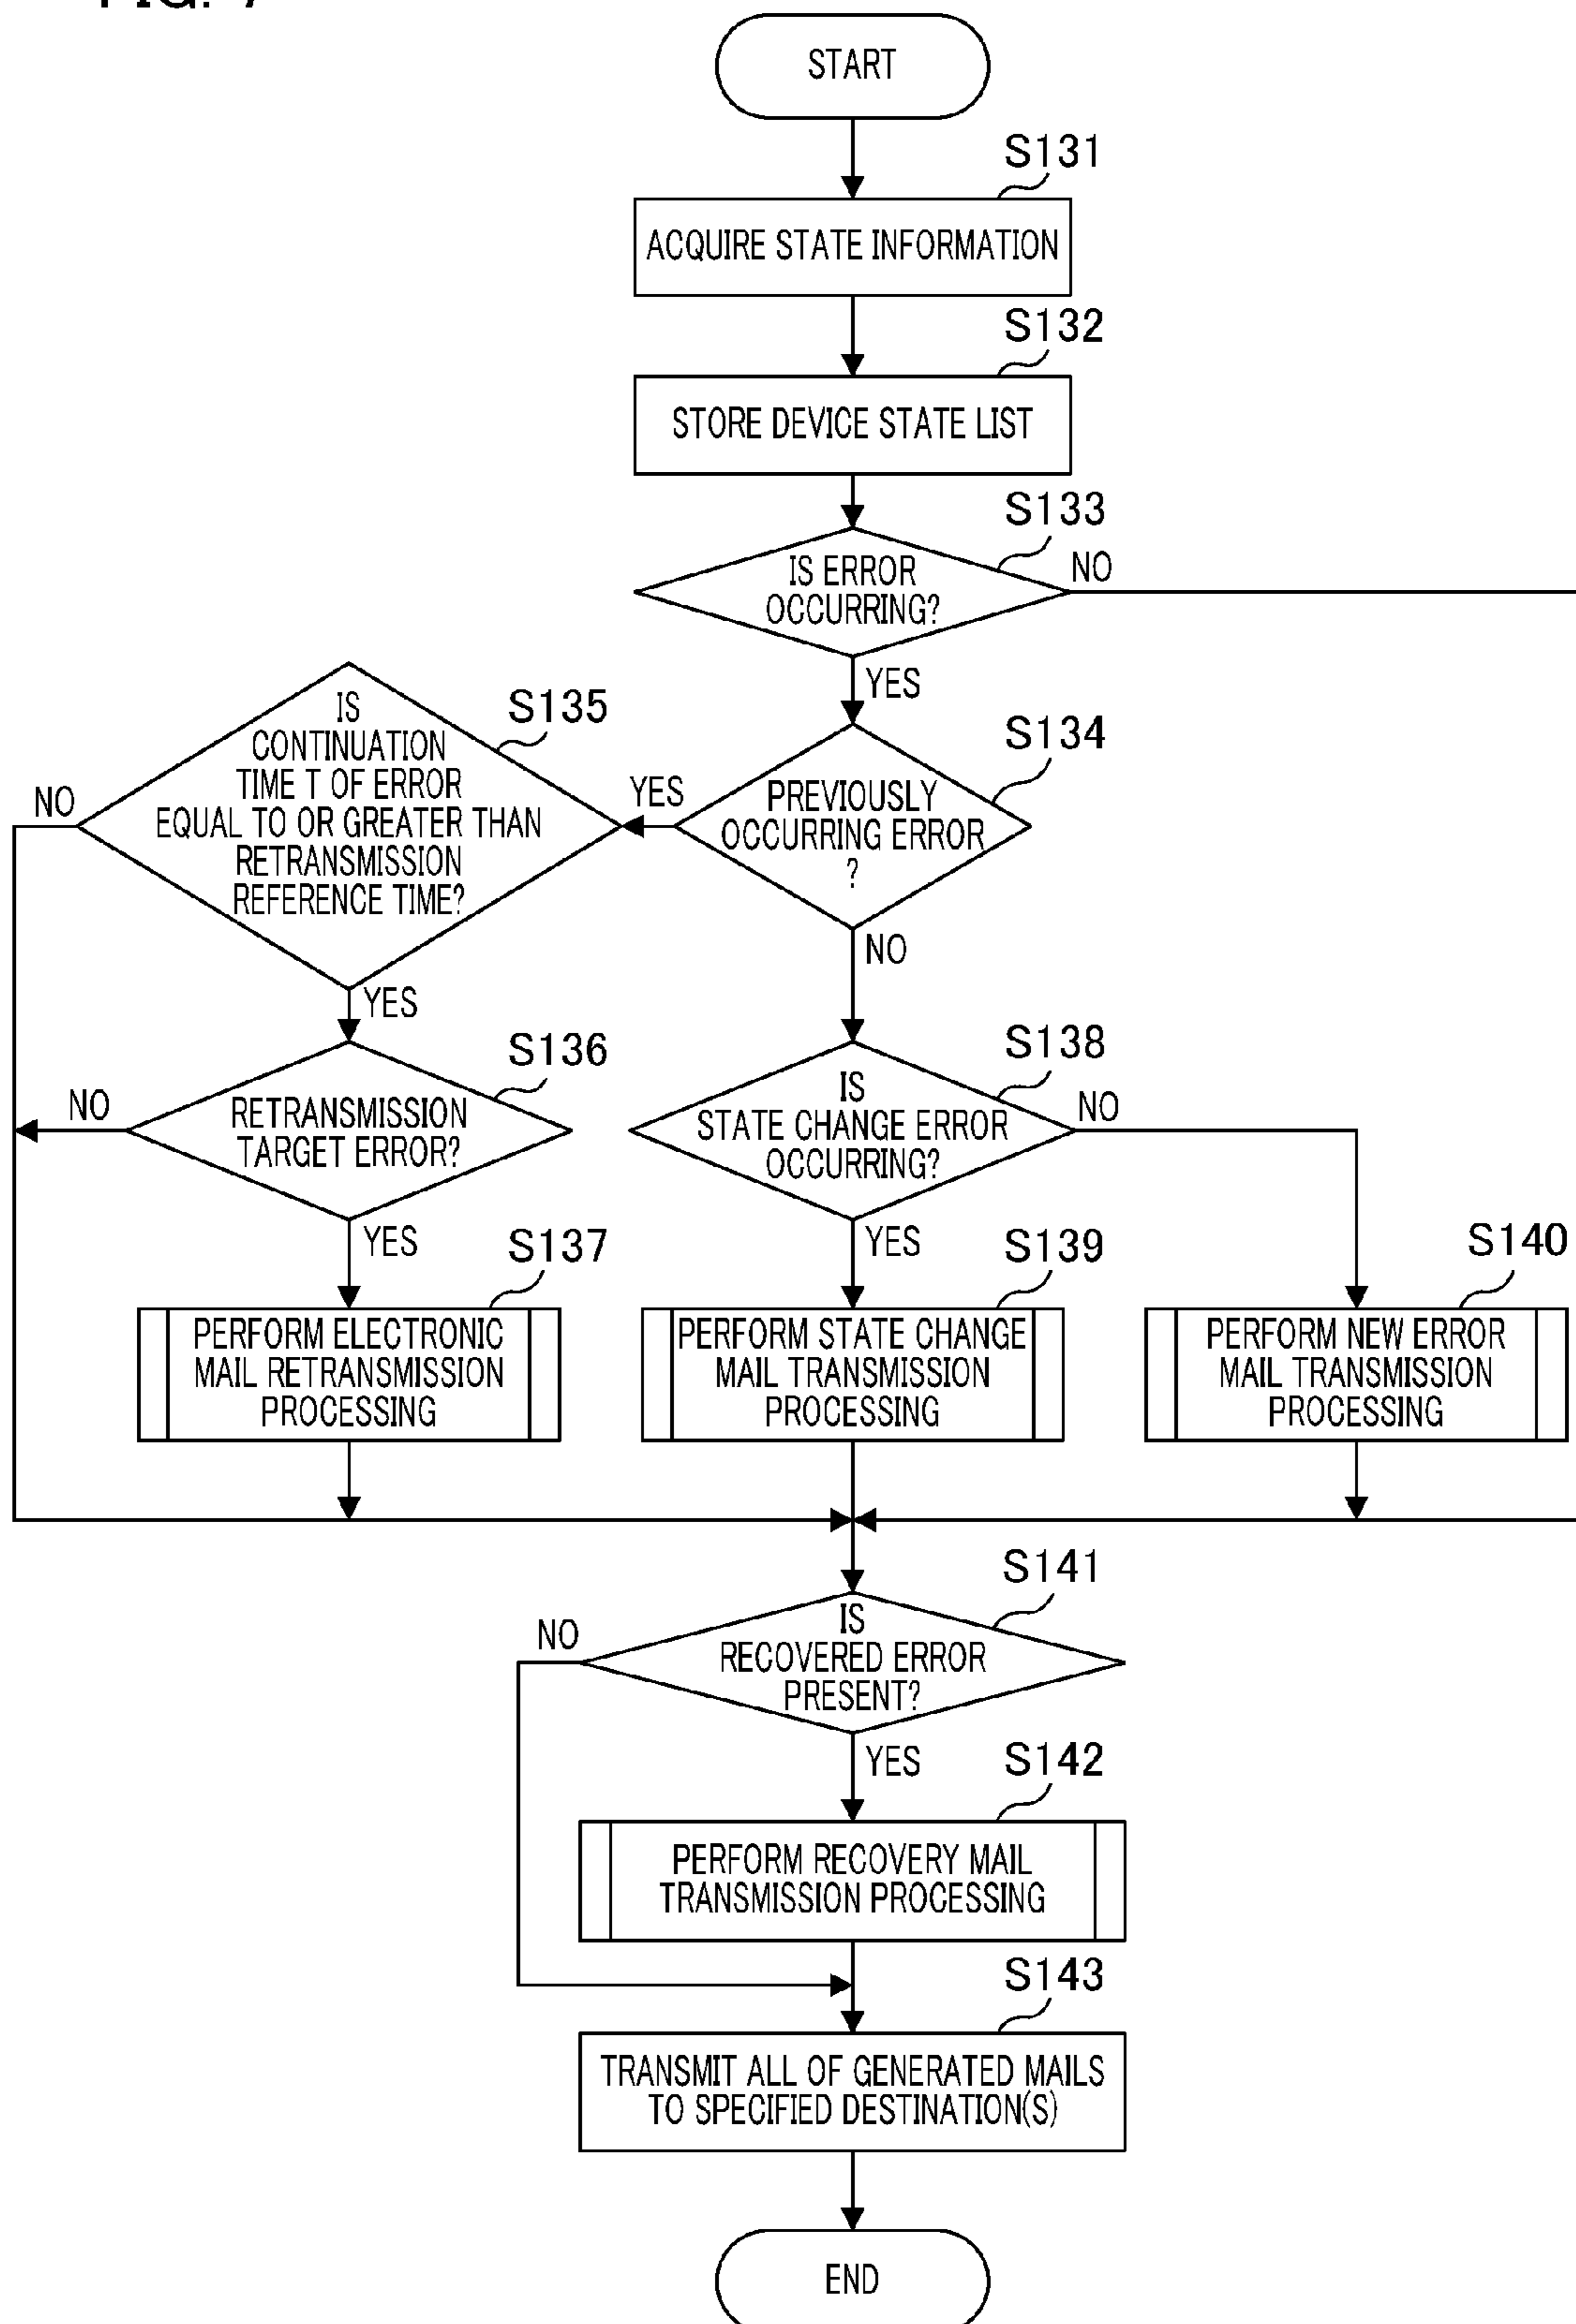 FIG. 7
START
S131
ACQUIRE STATE INFORMATION
S132
STORE DEVICE STATE LIST
S133
IS ERROR
OCCURRING?
NO
YES
S134
PREVIOUSLY
OCCURRING ERROR
?
YES
NO
S135
IS
CONTINUATION
TIME T OF ERROR
EQUAL TO OR GREATER THAN
RETRANSMISSION
REFERENCE TIME?
NO
YES
S136
RETRANSMISSION
TARGET ERROR?
NO
YES
S137
PERFORM ELECTRONIC
MAIL RETRANSMISSION
PROCESSING
S138
IS
STATE CHANGE ERROR
OCCURRING?
NO
YES
S139
PERFORM STATE CHANGE
MAIL TRANSMISSION
PROCESSING
S140
PERFORM NEW ERROR
MAIL TRANSMISSION
PROCESSING
S141
IS
RECOVERED ERROR
PRESENT?
NO
YES
S142
PERFORM RECOVERY MAIL
TRANSMISSION PROCESSING
S143
TRANSMIT ALL OF GENERATED MAILS
TO SPECIFIED DESTINATION(S)
END